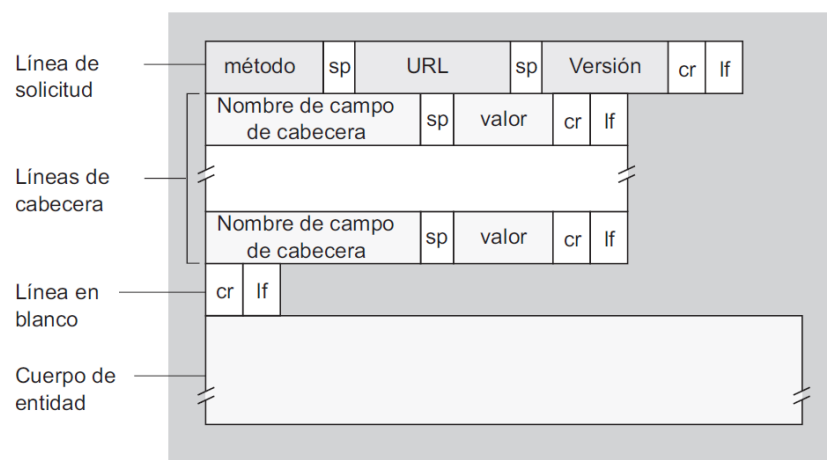 Línea de
solicitud
método sp URL sp Versión cr lf
Nombre de campo
de cabecera
sp valor cr lf
Líneas de
cabecera
Nombre de campo
de cabecera
sp valor cr lf
Línea en
blanco
cr lf
Cuerpo de
entidad